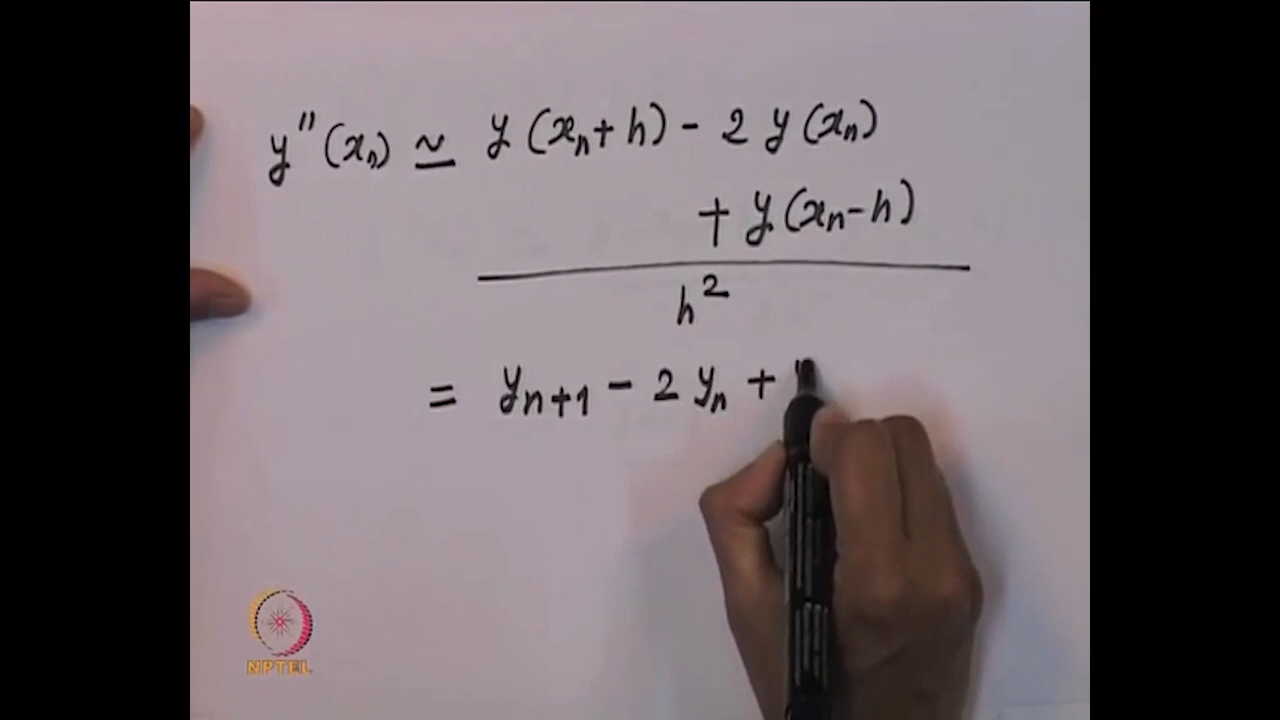 y''(xₙ) ≃ y(xₙ+h) - 2y(xₙ)
+ y(xₙ-h)
h²
= yₙ₊₁ - 2yₙ +
NPTEL